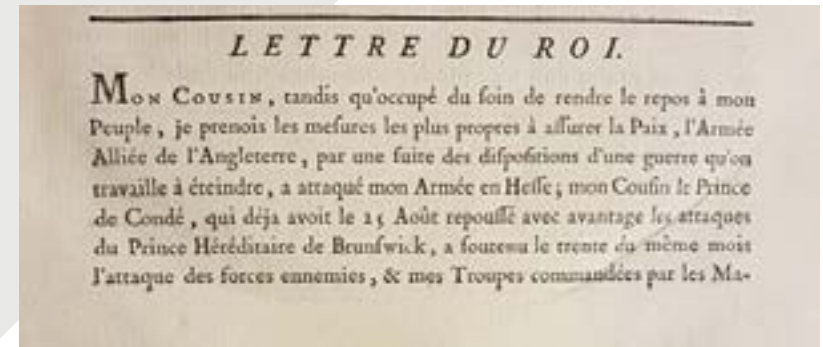 LETTRE DU ROI.
MON COUSIN, tandis qu'occupé du soin de rendre le repos à mon
Peuple, je prenois les mesures les plus propres à assurer la Paix, l'Armée
Alliée de l'Angleterre, par une suite des dispositions d'une guerre qu'on
travaille à éteindre, a attaqué mon Armée en Hesse; mon Cousin le Prince
de Condé, qui déja avoit le 25 Août repoussé avec avantage les attaques
du Prince Héréditaire de Brunswick, a soutenu le trente du même mois
l'attaque des forces ennemies, & mes Troupes commandées par les Ma-